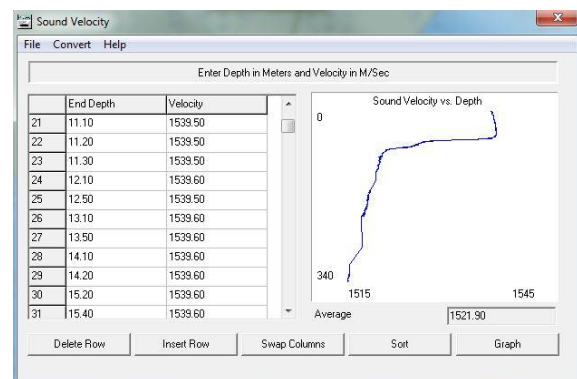 Sound Velocity
File Convert Help
Enter Depth in Meters and Velocity in M/Sec
End Depth Velocity
21 11.10 1539.50
22 11.20 1539.50
23 11.30 1539.50
24 12.10 1539.60
25 12.50 1539.60
26 13.10 1539.60
27 13.50 1539.60
28 14.10 1539.60
29 14.20 1539.60
30 15.20 1539.60
31 15.40 1539.60
Sound Velocity vs. Depth
0
340
1515 1545
Average 1521.90
Delete Row Insert Row Swap Columns Sort Graph